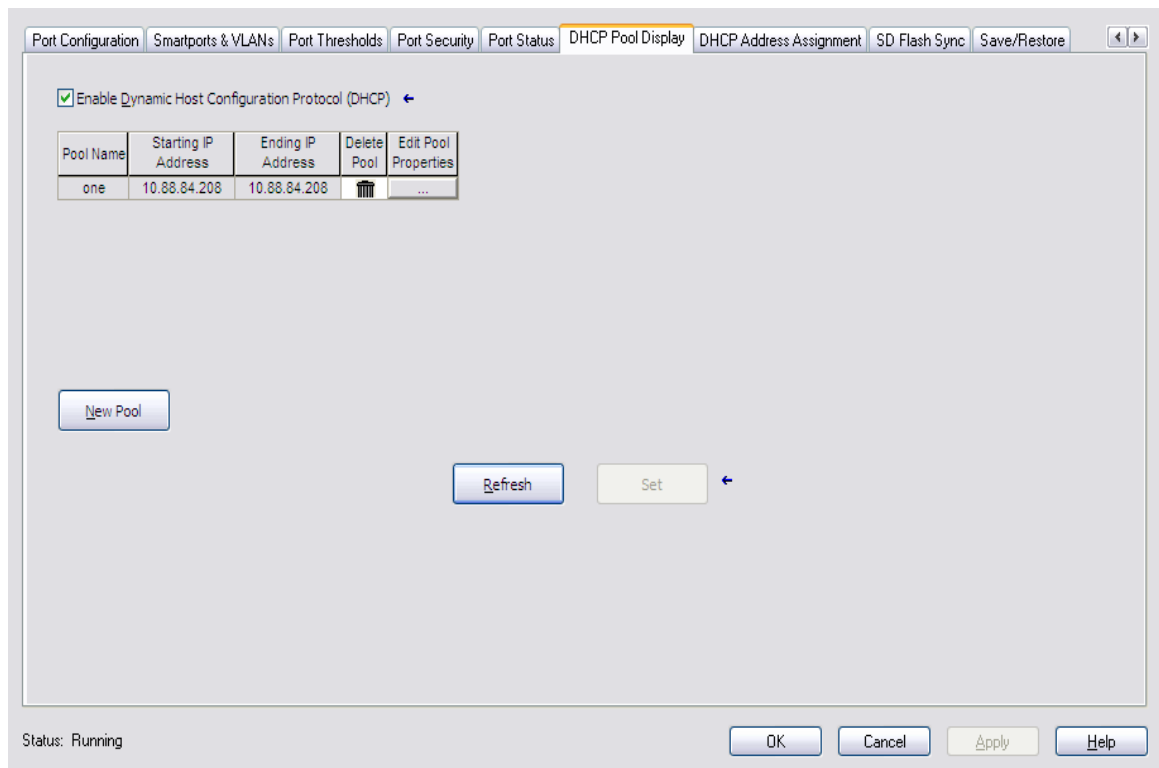 Port Configuration Smartports & VLANs Port Thresholds Port Security Port Status DHCP Pool Display DHCP Address Assignment SD Flash Sync Save/Restore
Enable Dynamic Host Configuration Protocol (DHCP)
Pool Name Starting IP Address Ending IP Address Delete Pool Edit Pool Properties
one 10.88.84.208 10.88.84.208 ...
New Pool
Refresh Set
Status: Running OK Cancel Apply Help